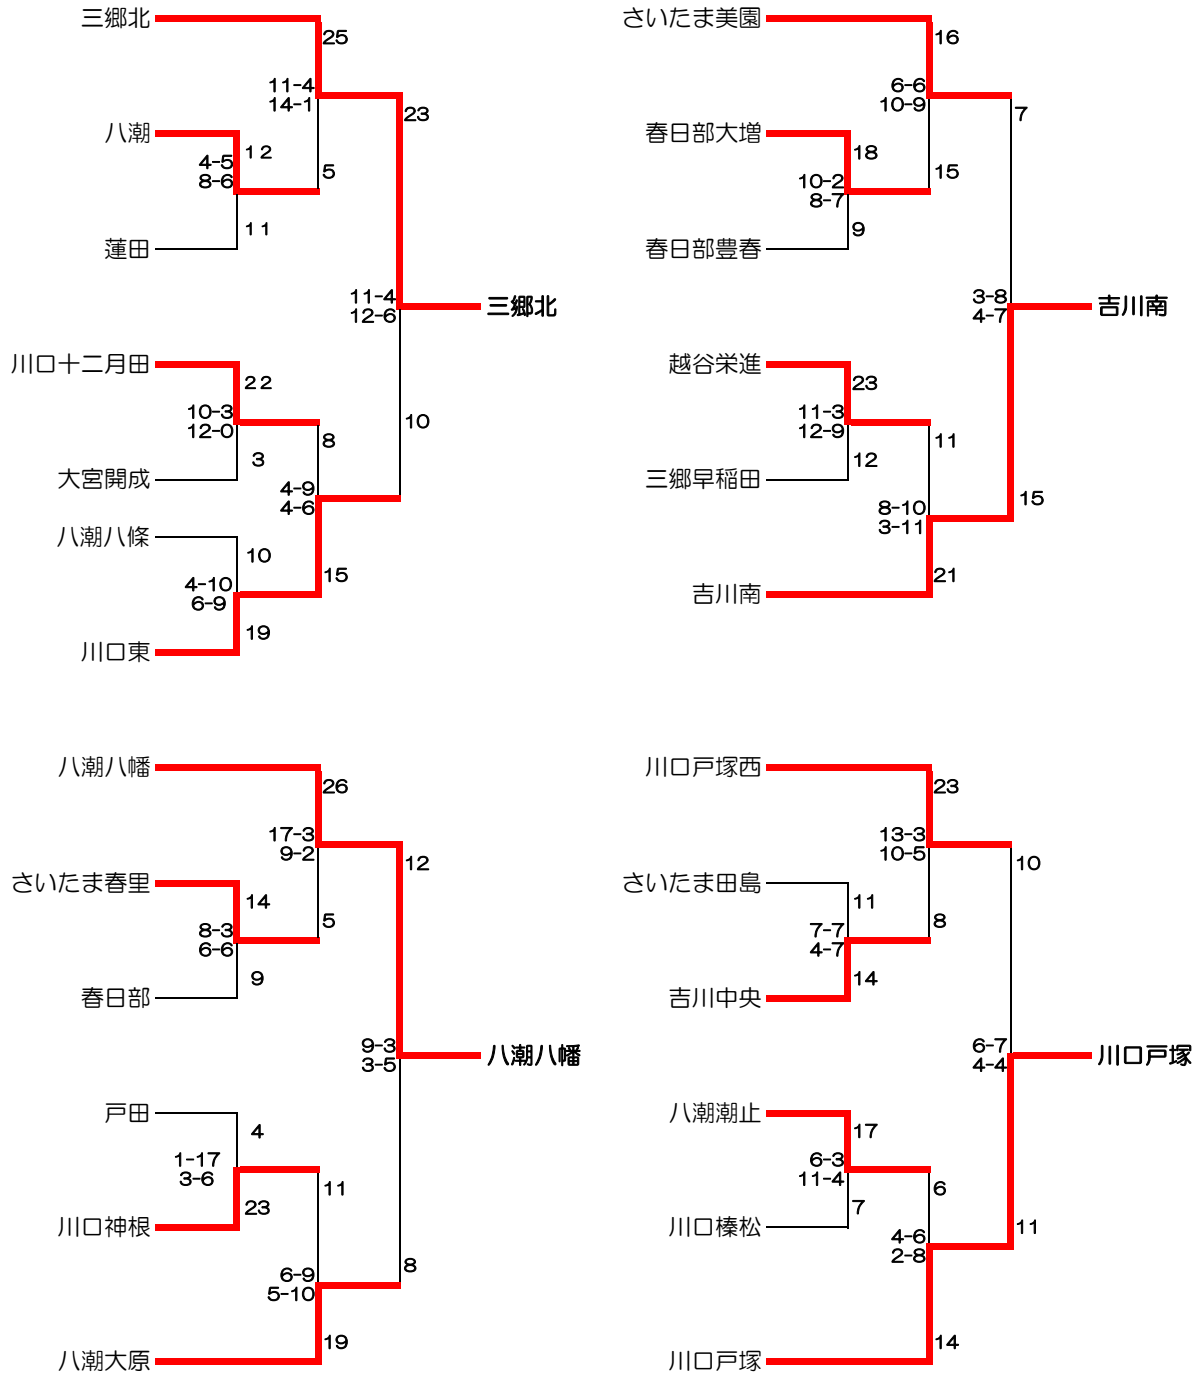 三郷北
25
11-4
14-1
23
八潮
12
4-5
8-6
5
11
蓮田
11-4
12-6
三郷北
川口十二月田
22
10-3
12-0
10
8
3
大宮開成
4-9
4-6
八潮八條
10
4-10
6-9
15
19
川口東
さいたま美園
16
6-6
10-9
7
春日部大増
18
10-2
8-7
15
9
春日部豊春
3-8
4-7
吉川南
越谷栄進
23
11-3
12-9
11
12
三郷早稲田
15
8-10
3-11
21
吉川南
八潮八幡
26
17-3
9-2
12
さいたま春里
14
8-3
6-6
5
9
春日部
9-3
3-5
八潮八幡
戸田
4
1-17
3-6
11
23
川口神根
8
6-9
5-10
19
八潮大原
川口戸塚西
23
13-3
10-5
10
さいたま田島
11
7-7
4-7
8
14
吉川中央
6-7
4-4
川口戸塚
八潮潮止
17
6-3
11-4
6
7
川口榛松
4-6
2-8
11
14
川口戸塚